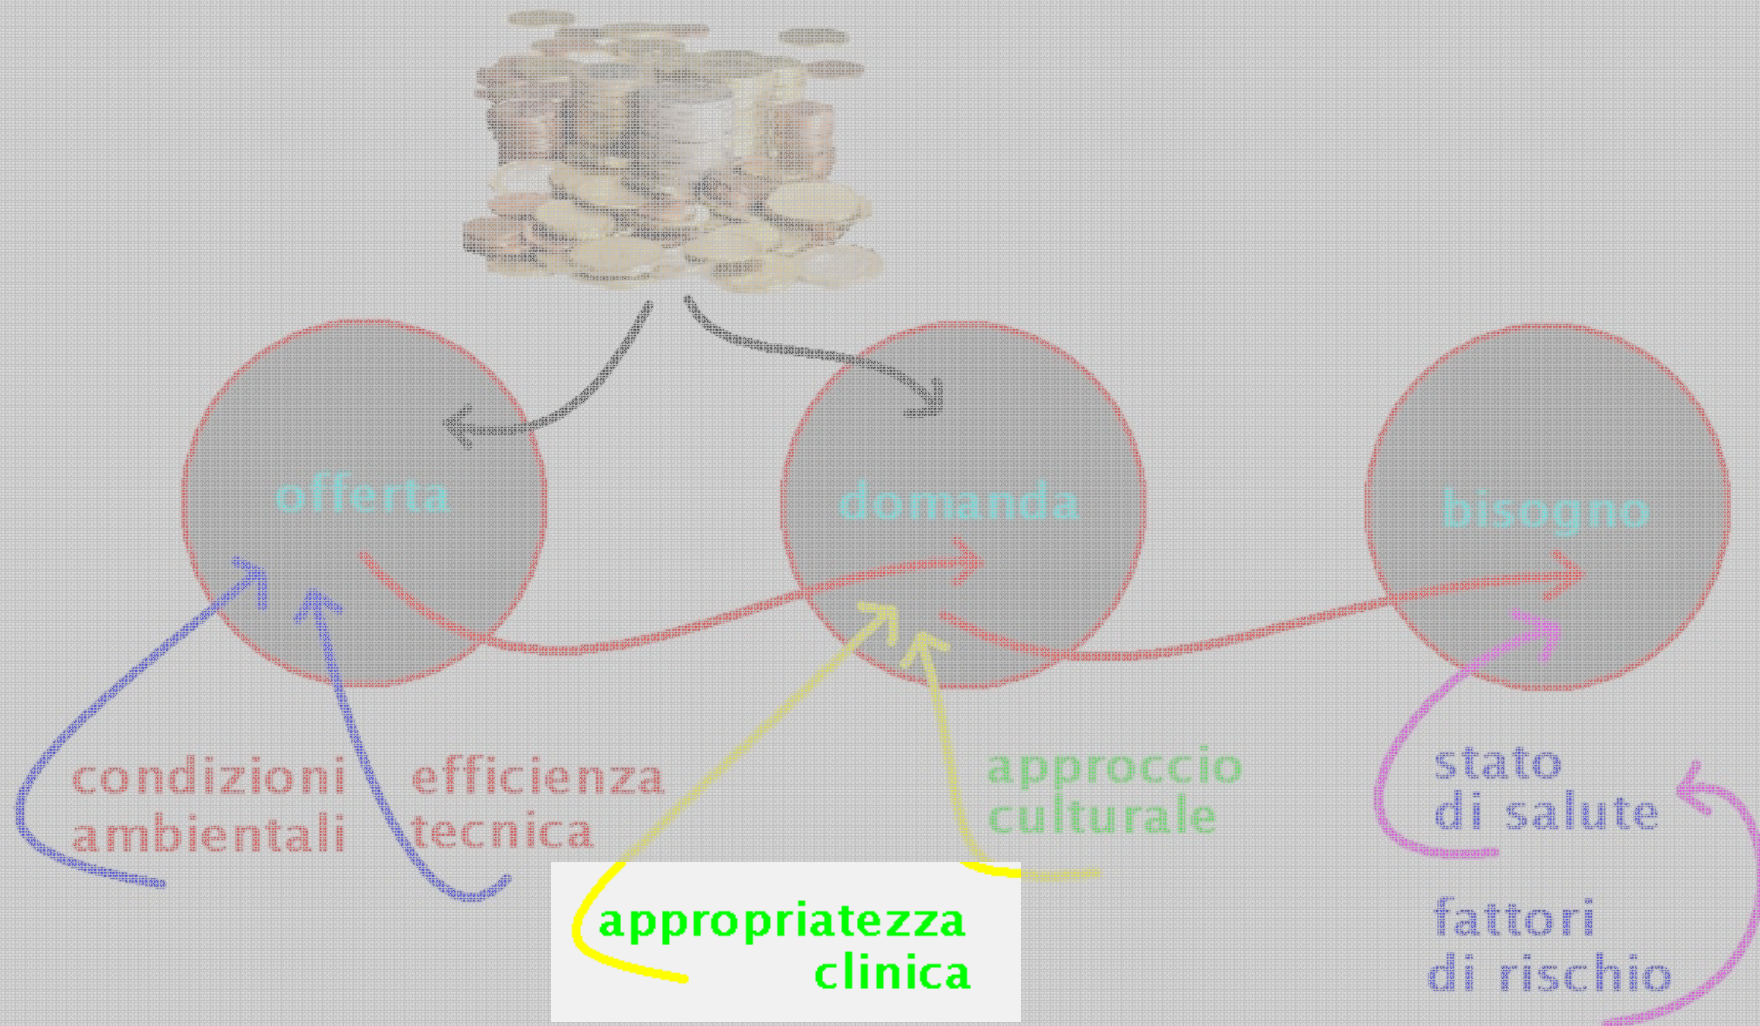 offerta
domanda
bisogno
condizioni
ambientali
efficienza
tecnica
approccio
culturale
stato
di salute
appropriatezza
clinica
fattori
di rischio